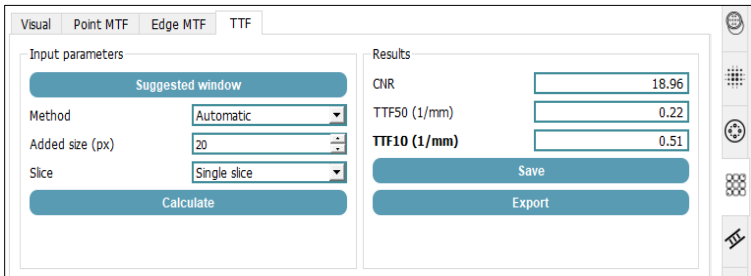 Visual Point MTF Edge MTF TTF
Input parameters
Suggested window
Method Automatic
Added size (px) 20
Slice Single slice
Calculate
Results
CNR 18.96
TTF50 (1/mm) 0.22
TTF10 (1/mm) 0.51
Save
Export